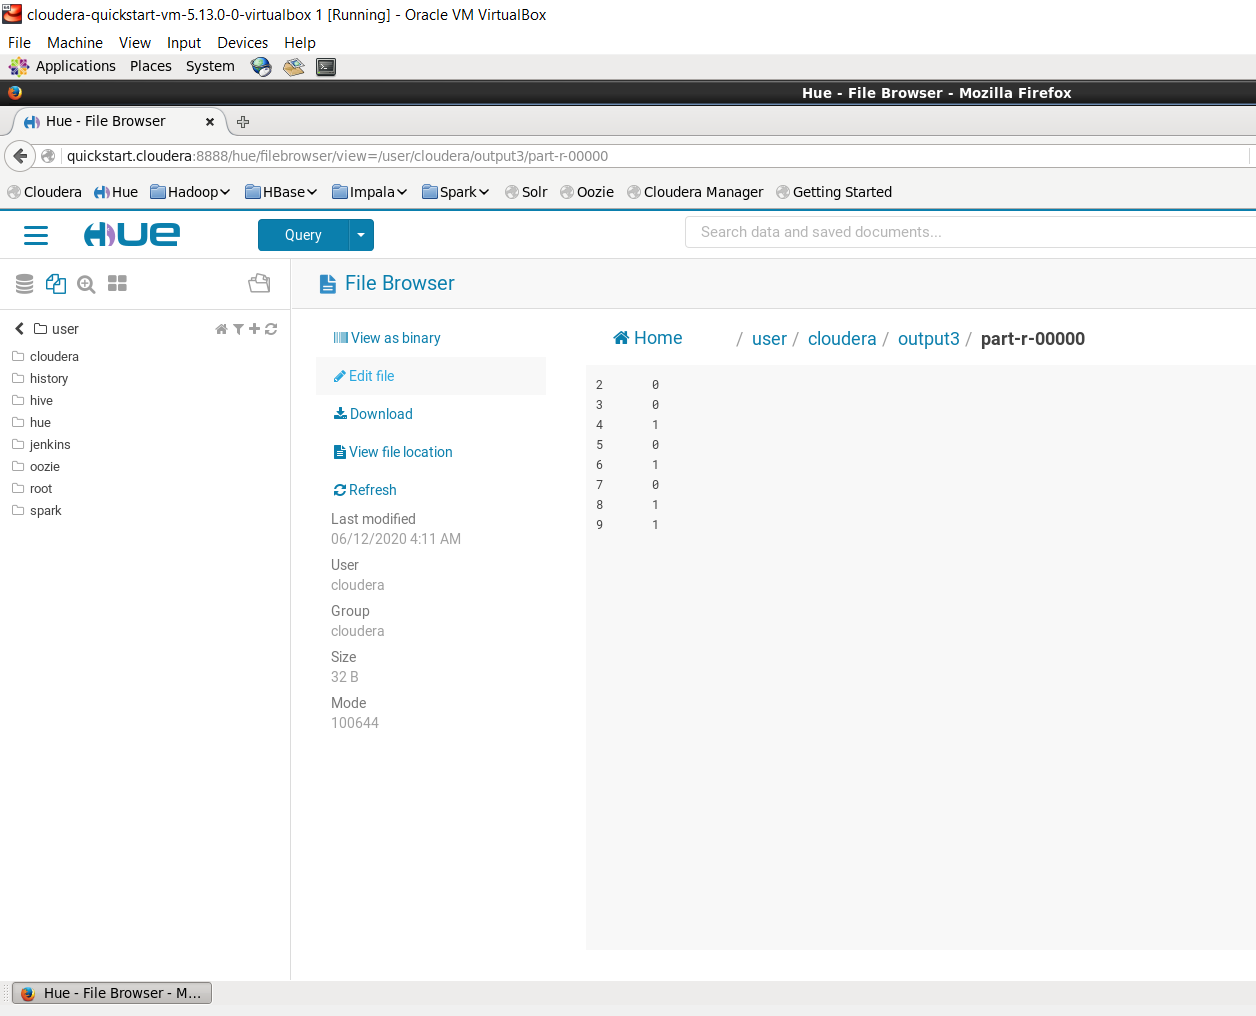 cloudera-quickstart-vm-5.13.0-0-virtualbox 1 [Running] - Oracle VM VirtualBox
File Machine View Input Devices Help
Applications Places System
Hue - File Browser - Mozilla Firefox
Hue - File Browser
quickstart.cloudera:8888/hue/filebrowser/view=/user/cloudera/output3/part-r-00000
Cloudera Hue Hadoop HBase Impala Spark Solr Oozie Cloudera Manager Getting Started
HUE Query Search data and saved documents...
File Browser
user
cloudera
history
hive
hue
jenkins
oozie
root
spark
View as binary
Edit file
Download
View file location
Refresh
Last modified
06/12/2020 4:11 AM
User
cloudera
Group
cloudera
Size
32 B
Mode
100644
Home / user / cloudera / output3 / part-r-00000
2 0
3 0
4 1
5 0
6 1
7 0
8 1
9 1
Hue - File Browser - M...